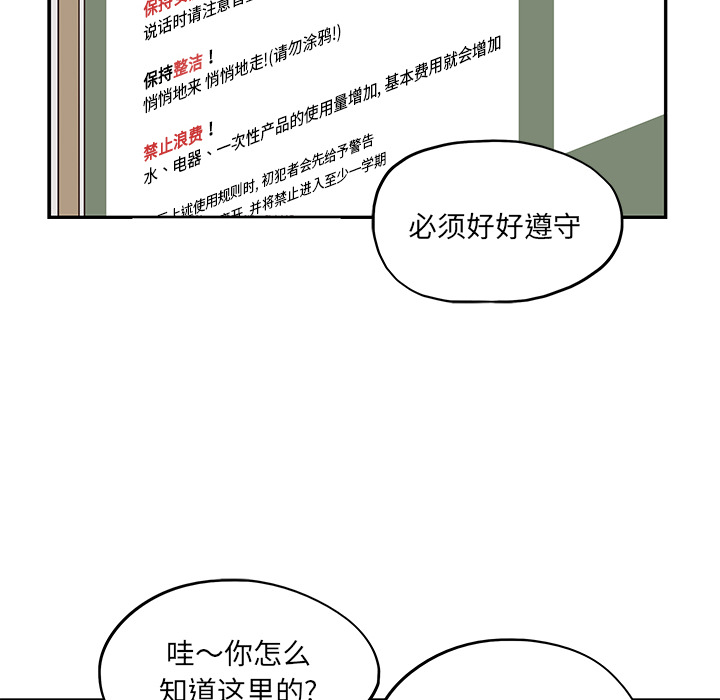 保持安
说话时请注意音
保持整洁！
悄悄地来 悄悄地走!(请勿涂鸦!)
禁止浪费！
水、电器、一次性产品的使用量增加, 基本费用就会增加
上述使用规则时, 初犯者会先给予警告
并将禁止进入至少一学期
必须好好遵守
哇～你怎么
知道这里的?